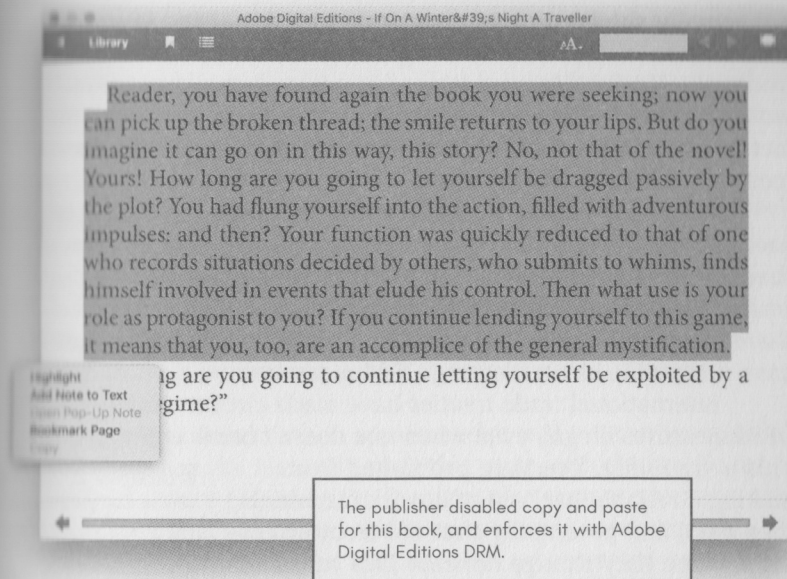 Adobe Digital Editions - If On A Winter&#39;s Night A Traveller
Library
AA
Reader, you have found again the book you were seeking; now you
can pick up the broken thread; the smile returns to your lips. But do you
imagine it can go on in this way, this story? No, not that of the novel!
Yours! How long are you going to let yourself be dragged passively by
the plot? You had flung yourself into the action, filled with adventurous
impulses: and then? Your function was quickly reduced to that of one
who records situations decided by others, who submits to whims, finds
himself involved in events that elude his control. Then what use is your
role as protagonist to you? If you continue lending yourself to this game,
it means that you, too, are an accomplice of the general mystification.
ng are you going to continue letting yourself be exploited by a
egime?”
Highlight
Add Note to Text
Open Pop-Up Note
Bookmark Page
Copy
The publisher disabled copy and paste
for this book, and enforces it with Adobe
Digital Editions DRM.